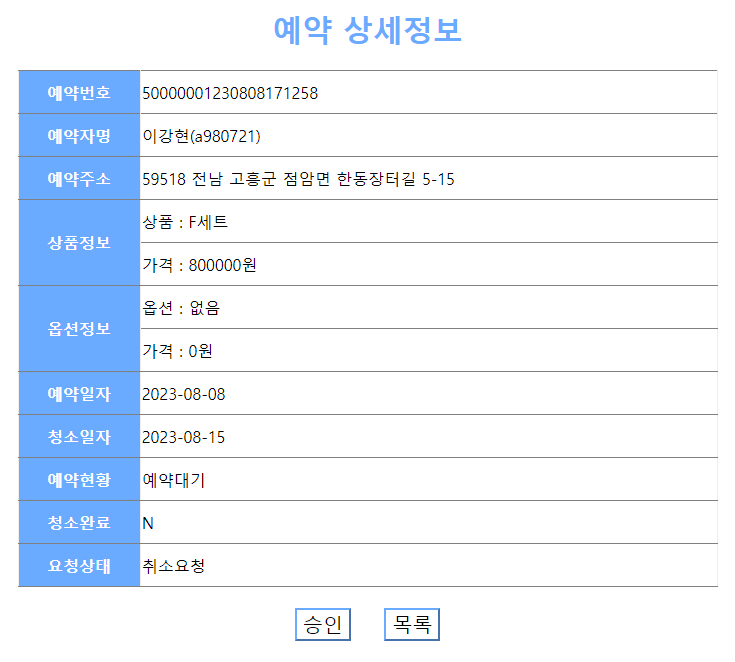 예약 상세정보
예약번호 50000001230808171258
예약자명 이강현(a980721)
예약주소 59518 전남 고흥군 점암면 한동장터길 5-15
상품정보
상품 : F세트
가격 : 800000원
옵션정보
옵션 : 없음
가격 : 0원
예약일자 2023-08-08
청소일자 2023-08-15
예약현황 예약대기
청소완료 N
요청상태 취소요청
승인 목록